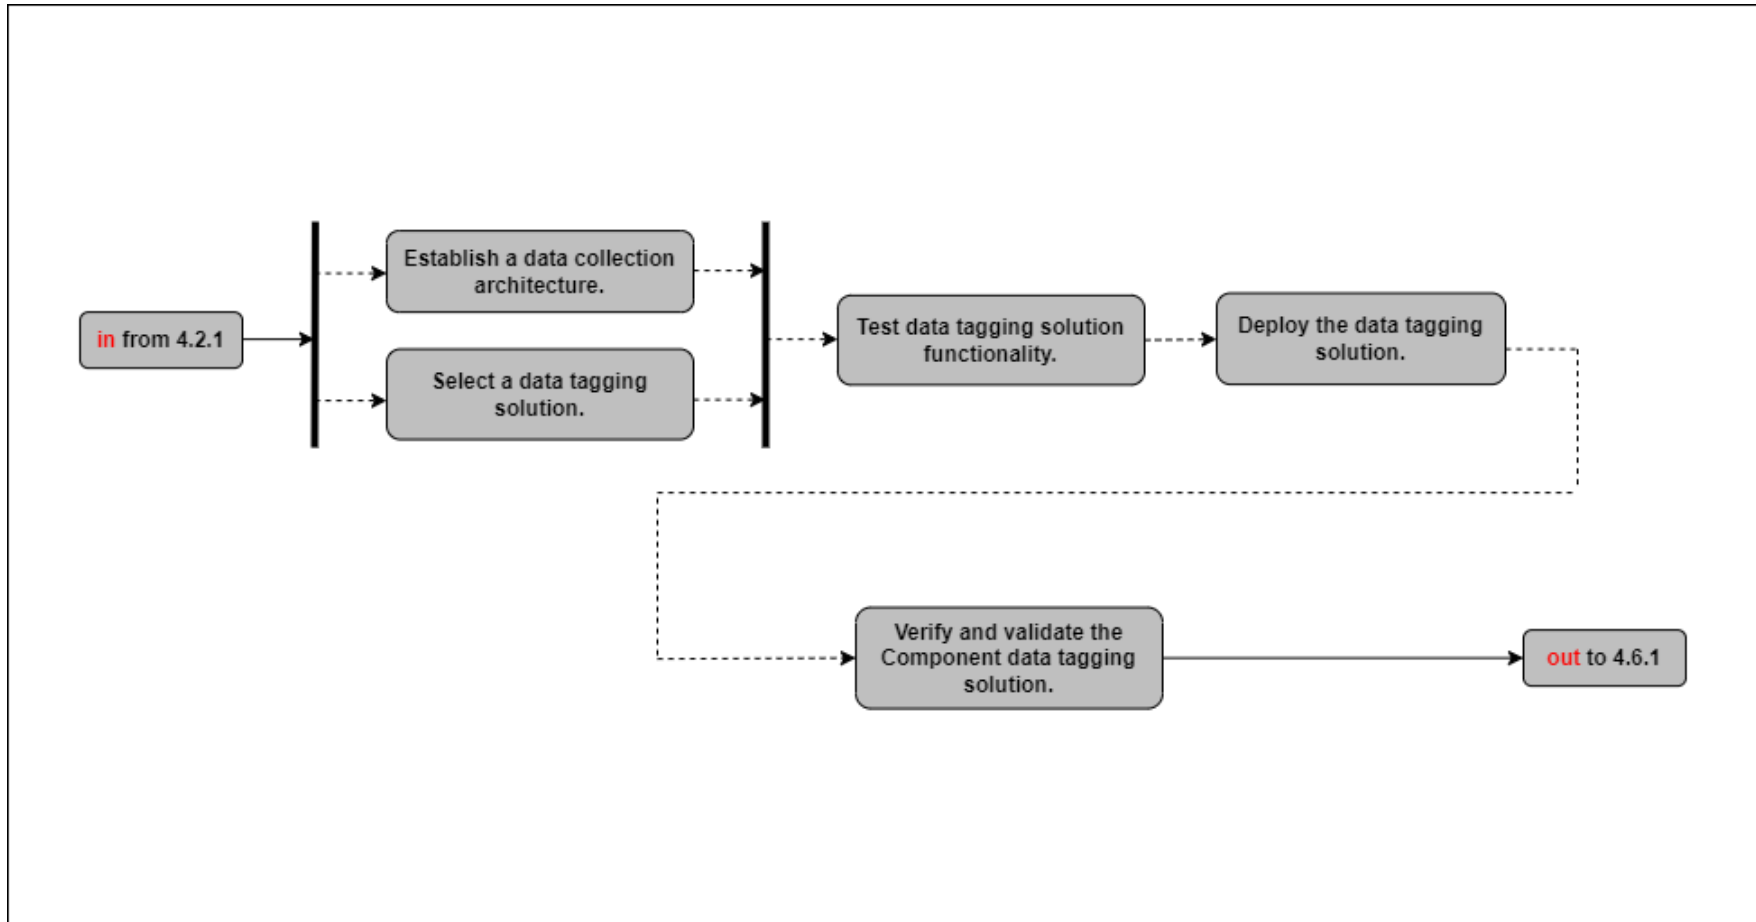 Establish a data collection
architecture.
in from 4.2.1
Select a data tagging
solution.
Test data tagging solution
functionality.
Deploy the data tagging
solution.
Verify and validate the
Component data tagging
solution.
out to 4.6.1